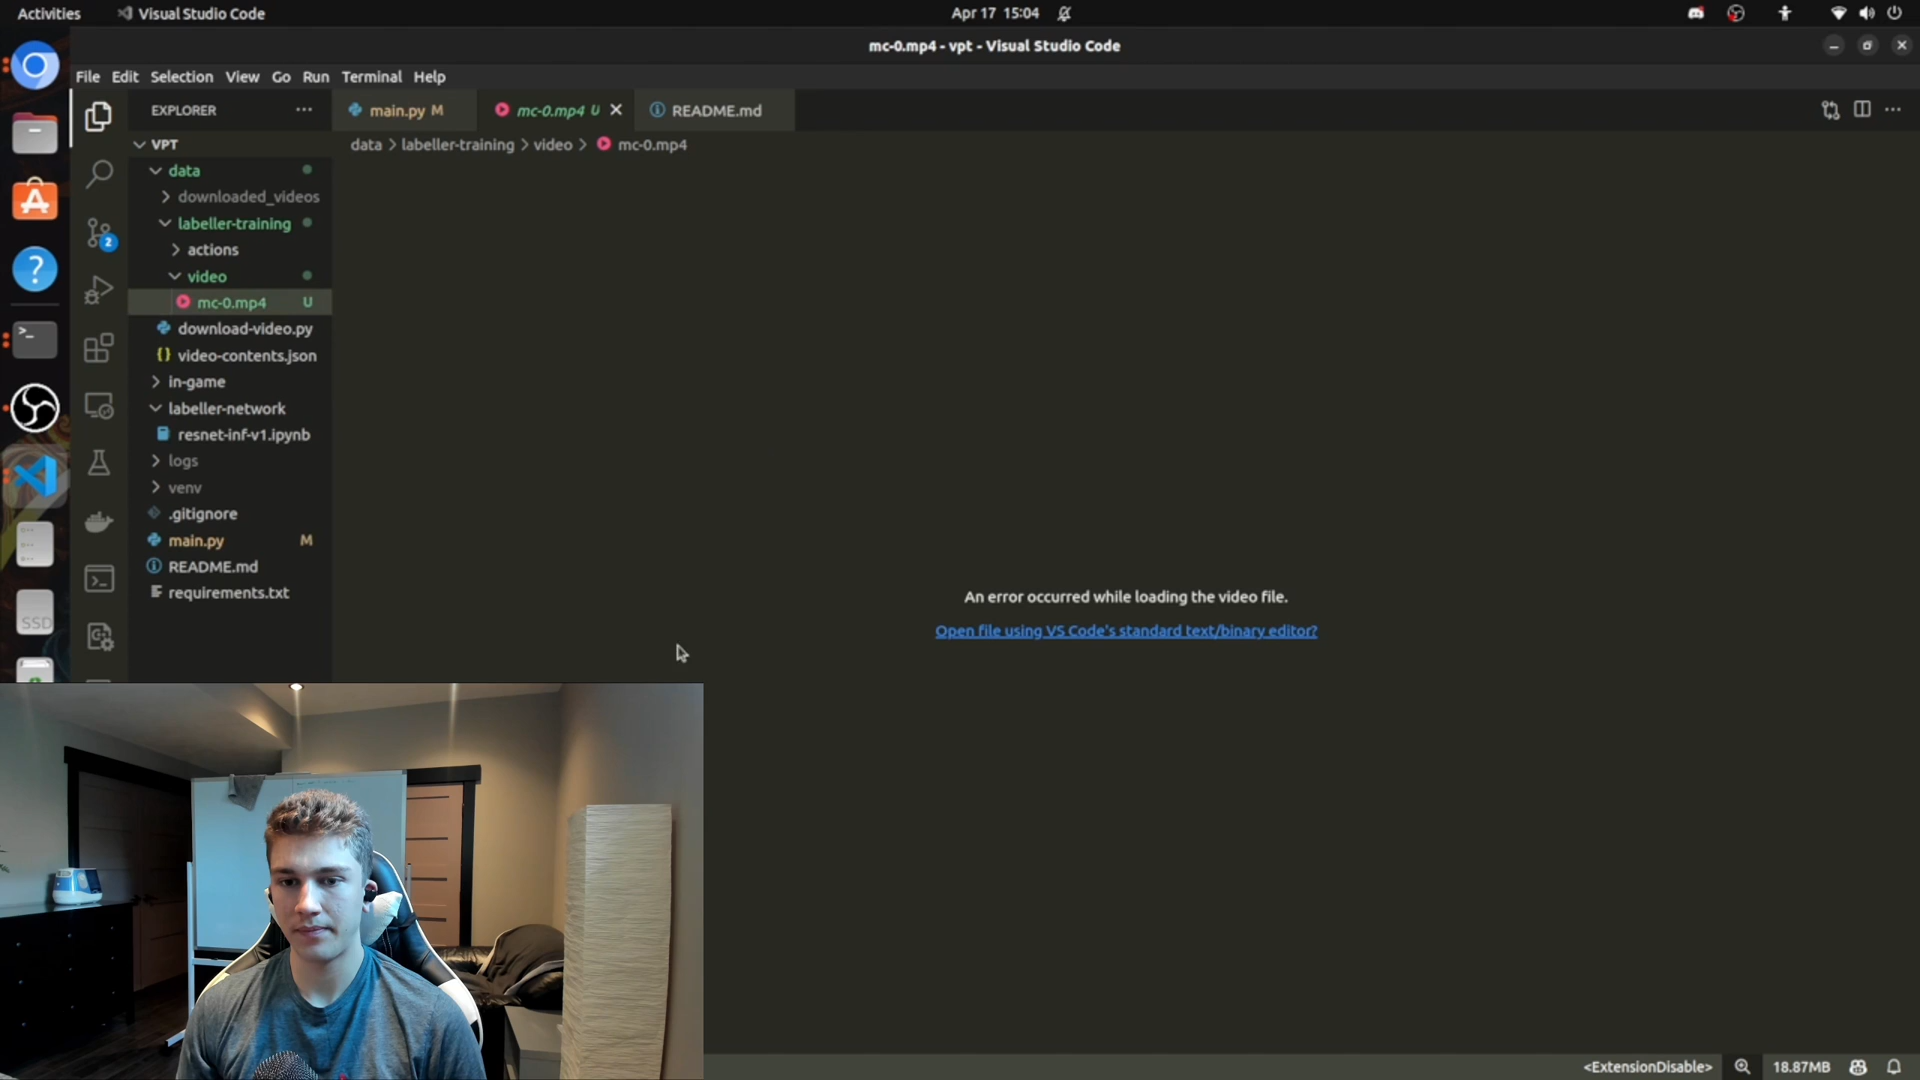 Activities
Visual Studio Code
Apr 17 15:04
mc-0.mp4 - vpt - Visual Studio Code
File Edit Selection View Go Run Terminal Help
EXPLORER
main.py M
mc-0.mp4 U
README.md
VPT
data > labeller-training > video > mc-0.mp4
data
downloaded_videos
labeller-training
actions
video
mc-0.mp4 U
download-video.py
{} video-contents.json
in-game
labeller-network
resnet-inf-v1.ipynb
logs
venv
.gitignore
main.py M
README.md
requirements.txt
2
SSD
An error occurred while loading the video file.
Open file using VS Code's standard text/binary editor?
<ExtensionDisable>
18.87MB